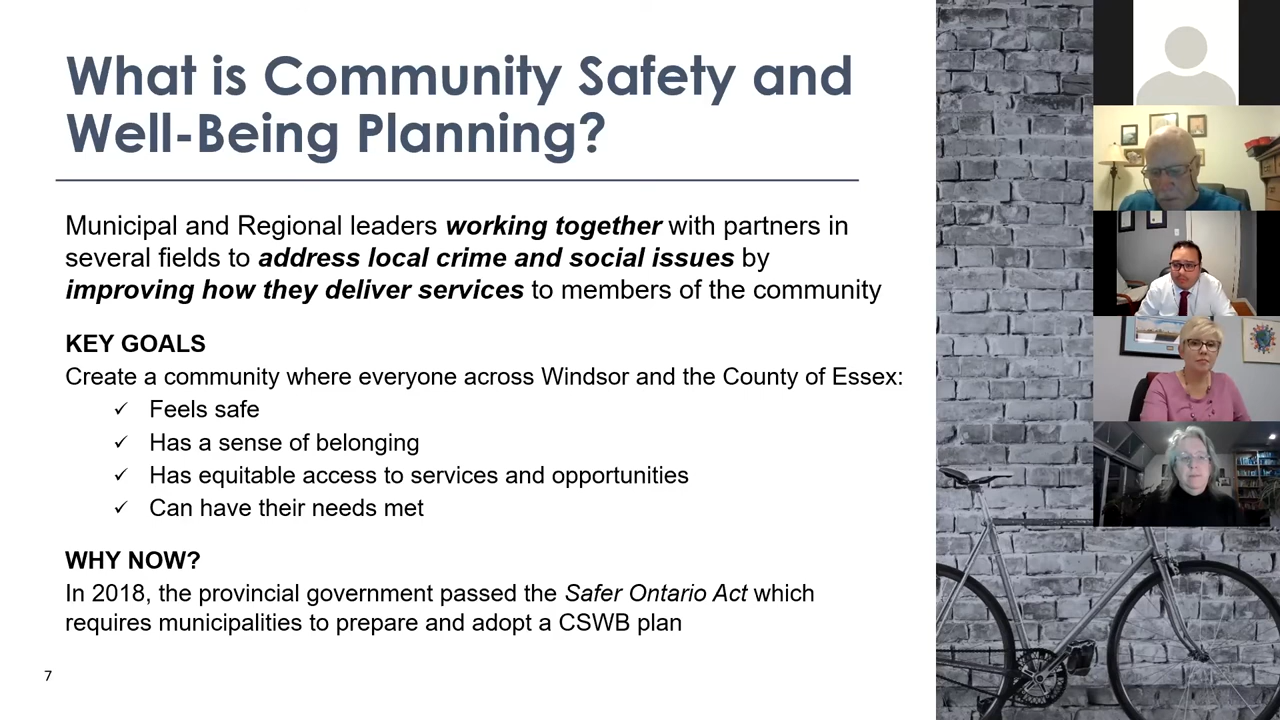 What is Community Safety and
Well-Being Planning?
Municipal and Regional leaders working together with partners in
several fields to address local crime and social issues by
improving how they deliver services to members of the community
KEY GOALS
Create a community where everyone across Windsor and the County of Essex:
✓ Feels safe
✓ Has a sense of belonging
✓ Has equitable access to services and opportunities
✓ Can have their needs met
WHY NOW?
In 2018, the provincial government passed the Safer Ontario Act which
requires municipalities to prepare and adopt a CSWB plan
7